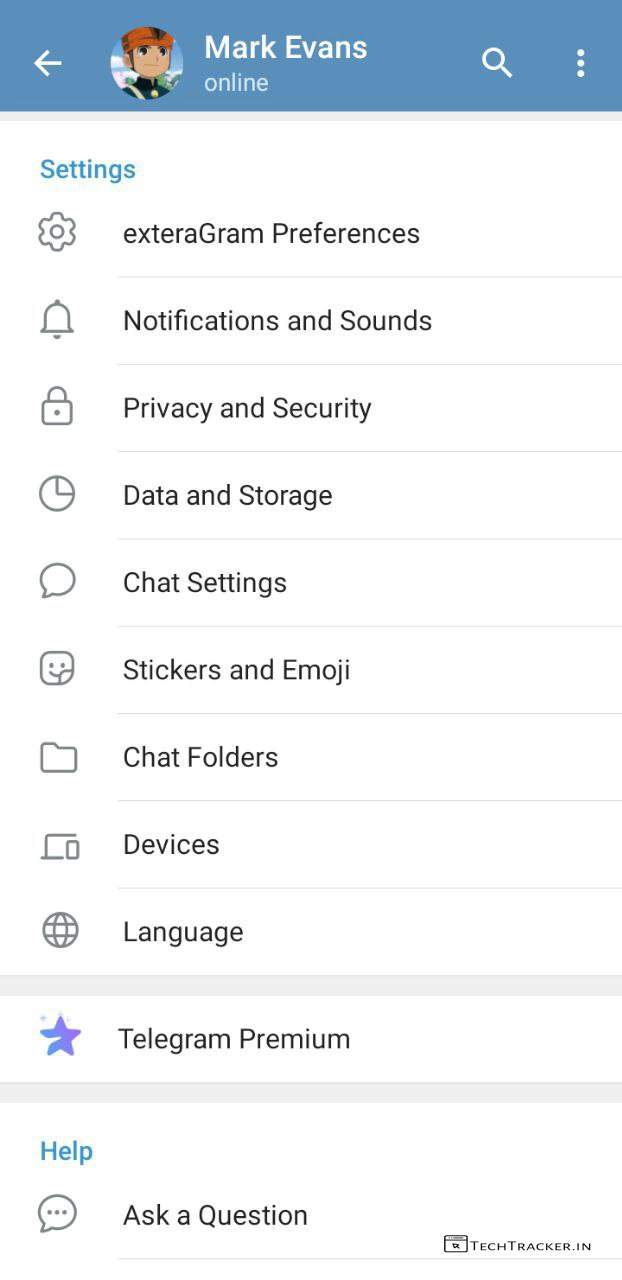 Mark Evans
online
Settings
exteraGram Preferences
Notifications and Sounds
Privacy and Security
Data and Storage
Chat Settings
Stickers and Emoji
Chat Folders
Devices
Language
Telegram Premium
Help
Ask a Question
TECHTRACKER.IN